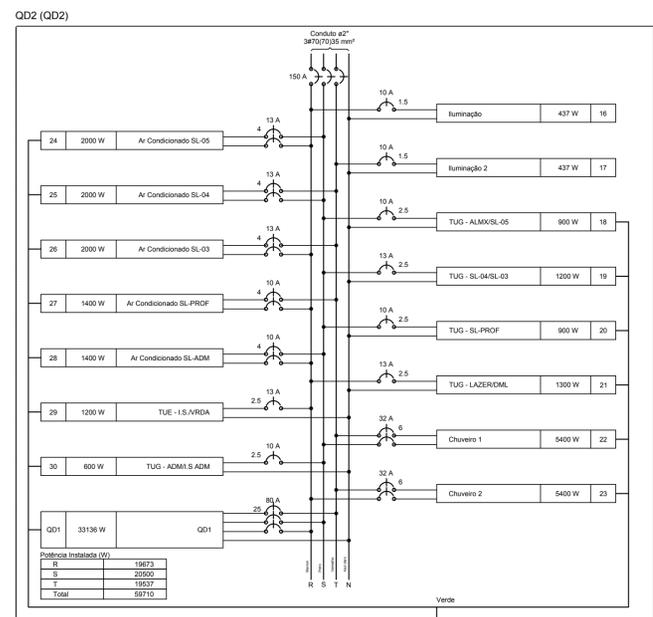 QD2 (QD2)
Conduto ø2"
3#70(70)35 mm²
150 A
10 A
1.5
Iluminação 437 W 16
13 A
4
24 2000 W Ar Condicionado SL-05
10 A
1.5
Iluminação 2 437 W 17
13 A
4
25 2000 W Ar Condicionado SL-04
10 A
2.5
TUG - ALMX/SL-05 900 W 18
13 A
4
26 2000 W Ar Condicionado SL-03
13 A
2.5
TUG - SL-04/SL-03 1200 W 19
10 A
4
27 1400 W Ar Condicionado SL-PROF
10 A
2.5
TUG - SL-PROF 900 W 20
10 A
4
28 1400 W Ar Condicionado SL-ADM
13 A
2.5
TUG - LAZER/DML 1300 W 21
13 A
2.5
29 1200 W TUE - I.S./VRDA
32 A
6
Chuveiro 1 5400 W 22
10 A
2.5
30 600 W TUG - ADM/I.S ADM
32 A
6
Chuveiro 2 5400 W 23
80 A
25
QD1 33136 W QD1
Potência Instalada (W)
R 19673
S 20500
T 19537
Total 59710
R S T N
Verde